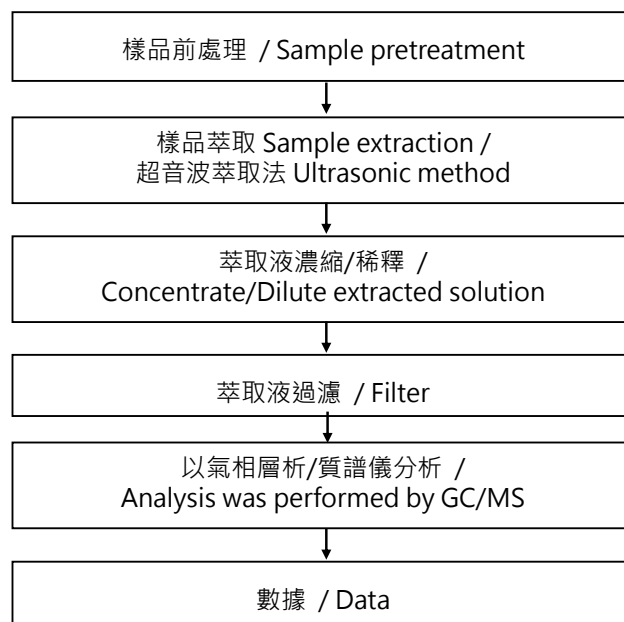 樣品前處理 / Sample pretreatment
樣品萃取 Sample extraction /
超音波萃取法 Ultrasonic method
萃取液濃縮/稀釋 /
Concentrate/Dilute extracted solution
萃取液過濾 / Filter
以氣相層析/質譜儀分析 /
Analysis was performed by GC/MS
數據 / Data